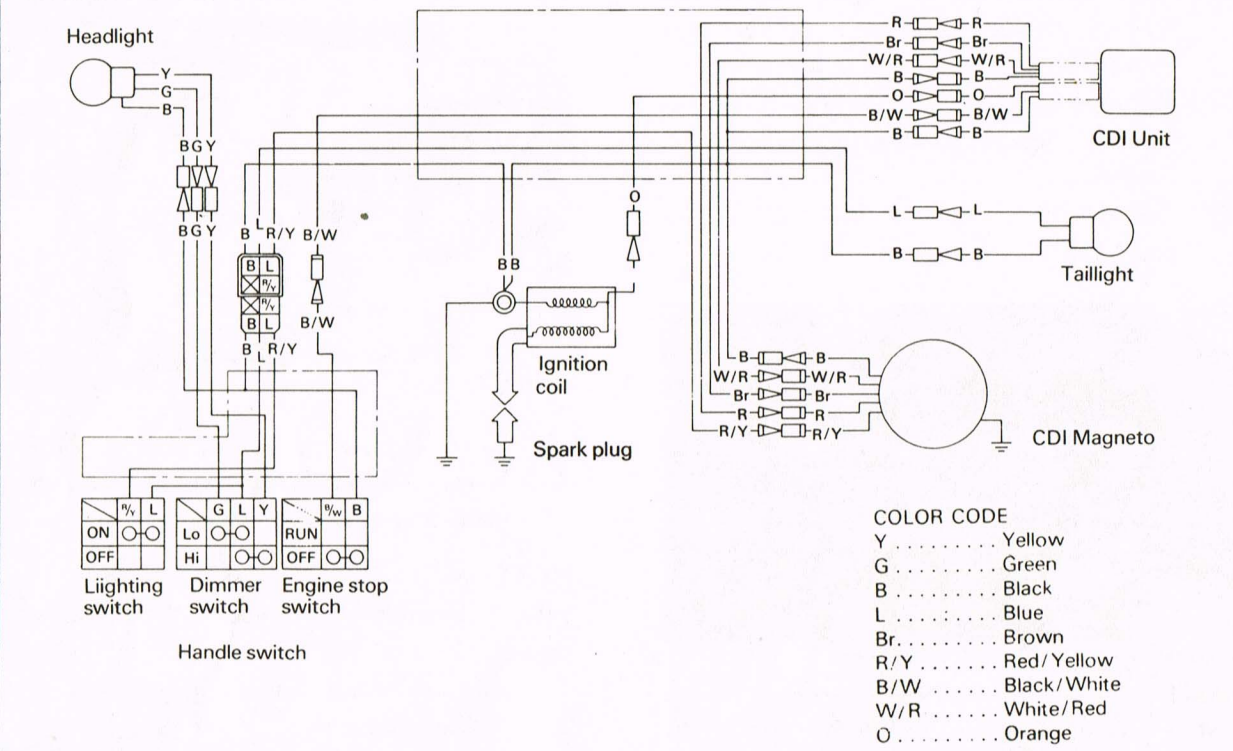 Headlight
Y
G
B
B G Y
B G Y
B L R/Y B/W
B L
R/Y
R/Y
B L
B L R/Y
B/W
O
B B
Ignition
coil
Spark plug
R R
Br Br
W/R W/R
B B
O O
B/W B/W
B B
CDI Unit
L L
B B
Taillight
B B
W/R W/R
Br Br
R R
R/Y R/Y
CDI Magneto
R/Y L
ON
OFF
Liighting
switch
G L Y
Lo
Hi
Dimmer
switch
B/W B
RUN
OFF
Engine stop
switch
Handle switch
COLOR CODE
Y . . . . . . . . . Yellow
G . . . . . . . . . Green
B . . . . . . . . . Black
L . . . . . . . . . Blue
Br. . . . . . . . . Brown
R/Y . . . . . . . Red/Yellow
B/W . . . . . . Black/White
W/R . . . . . . White/Red
O . . . . . . . . . Orange